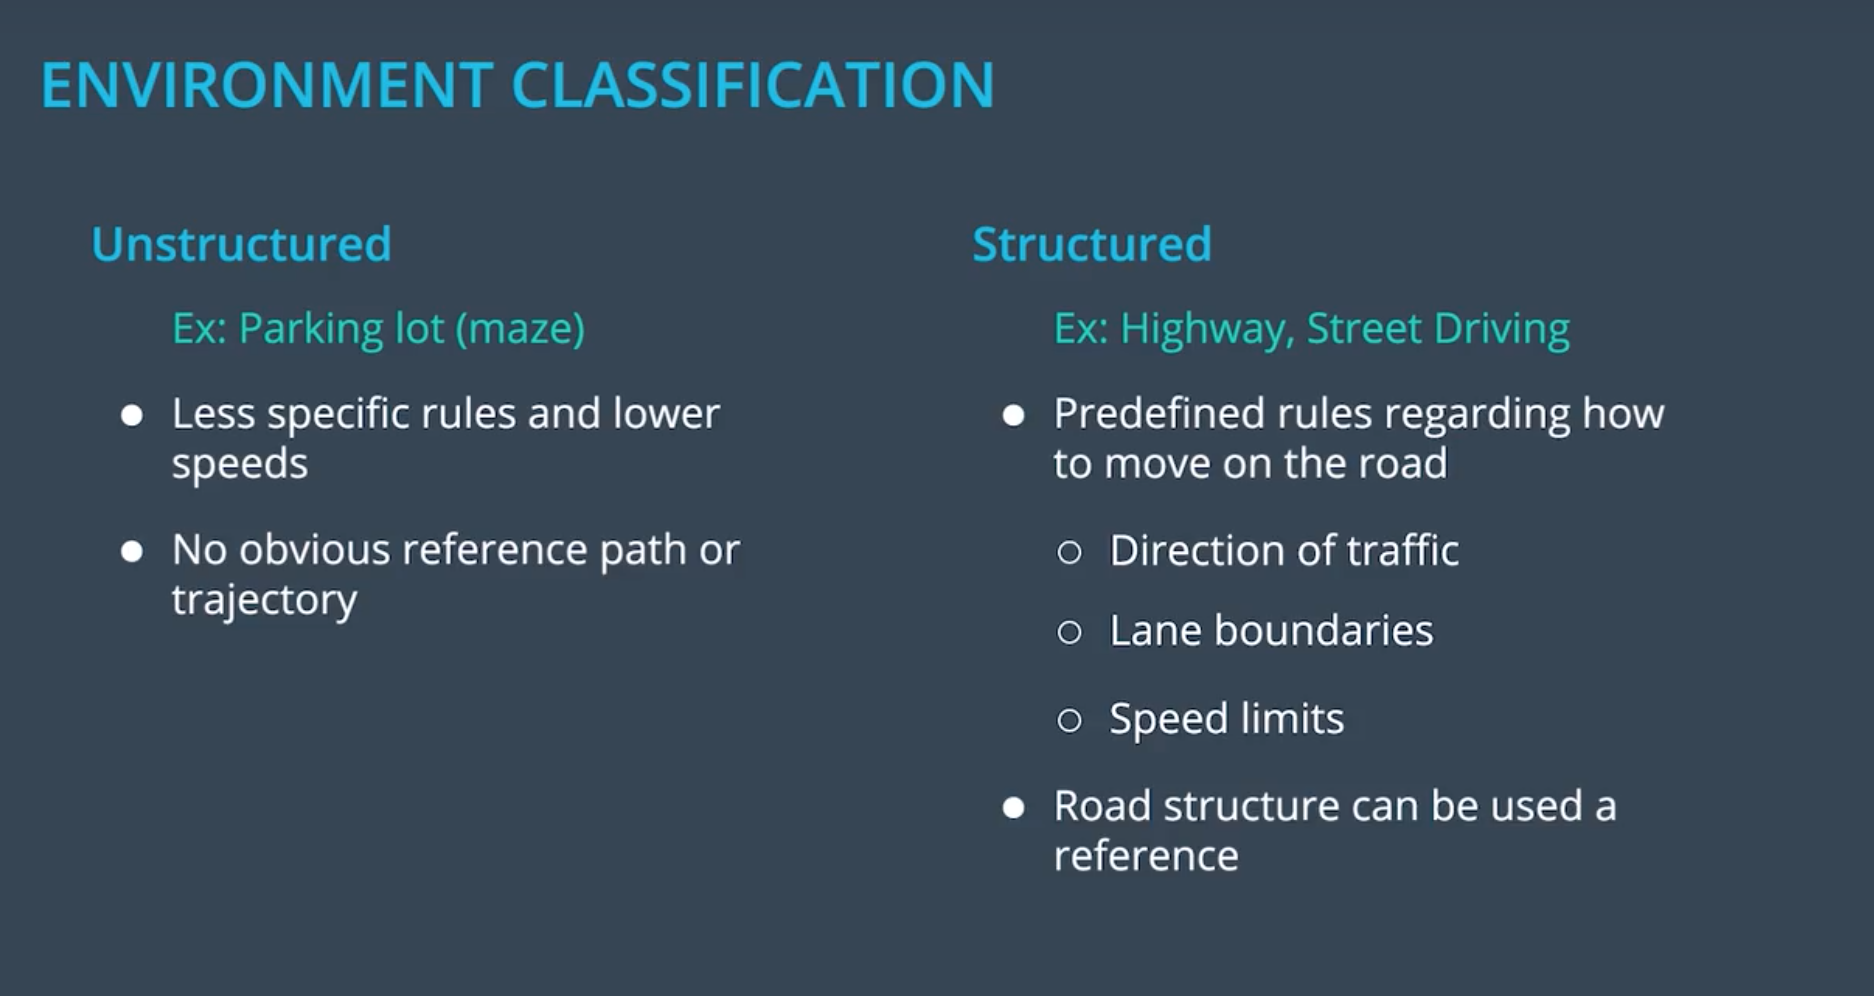 ENVIRONMENT CLASSIFICATION
Unstructured
Ex: Parking lot (maze)
● Less specific rules and lower
speeds
● No obvious reference path or
trajectory
Structured
Ex: Highway, Street Driving
● Predefined rules regarding how
to move on the road
○ Direction of traffic
○ Lane boundaries
○ Speed limits
● Road structure can be used a
reference